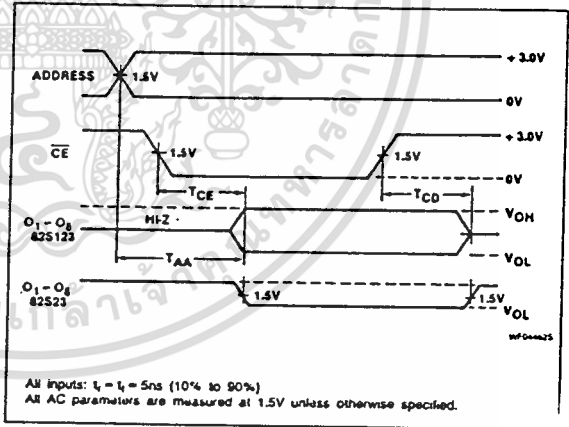 ADDRESS
1.5V
+ 3.0V
0V
CE
1.5V
1.5V
+ 3.0V
0V
TCE
TCD
HI-Z
O1 – O8
82S123
VOH
VOL
TAA
O1 – O8
82S23
1.5V
1.5V
VOL
All inputs: tr = tf = 5ns (10% to 90%)
All AC parameters are measured at 1.5V unless otherwise specified.